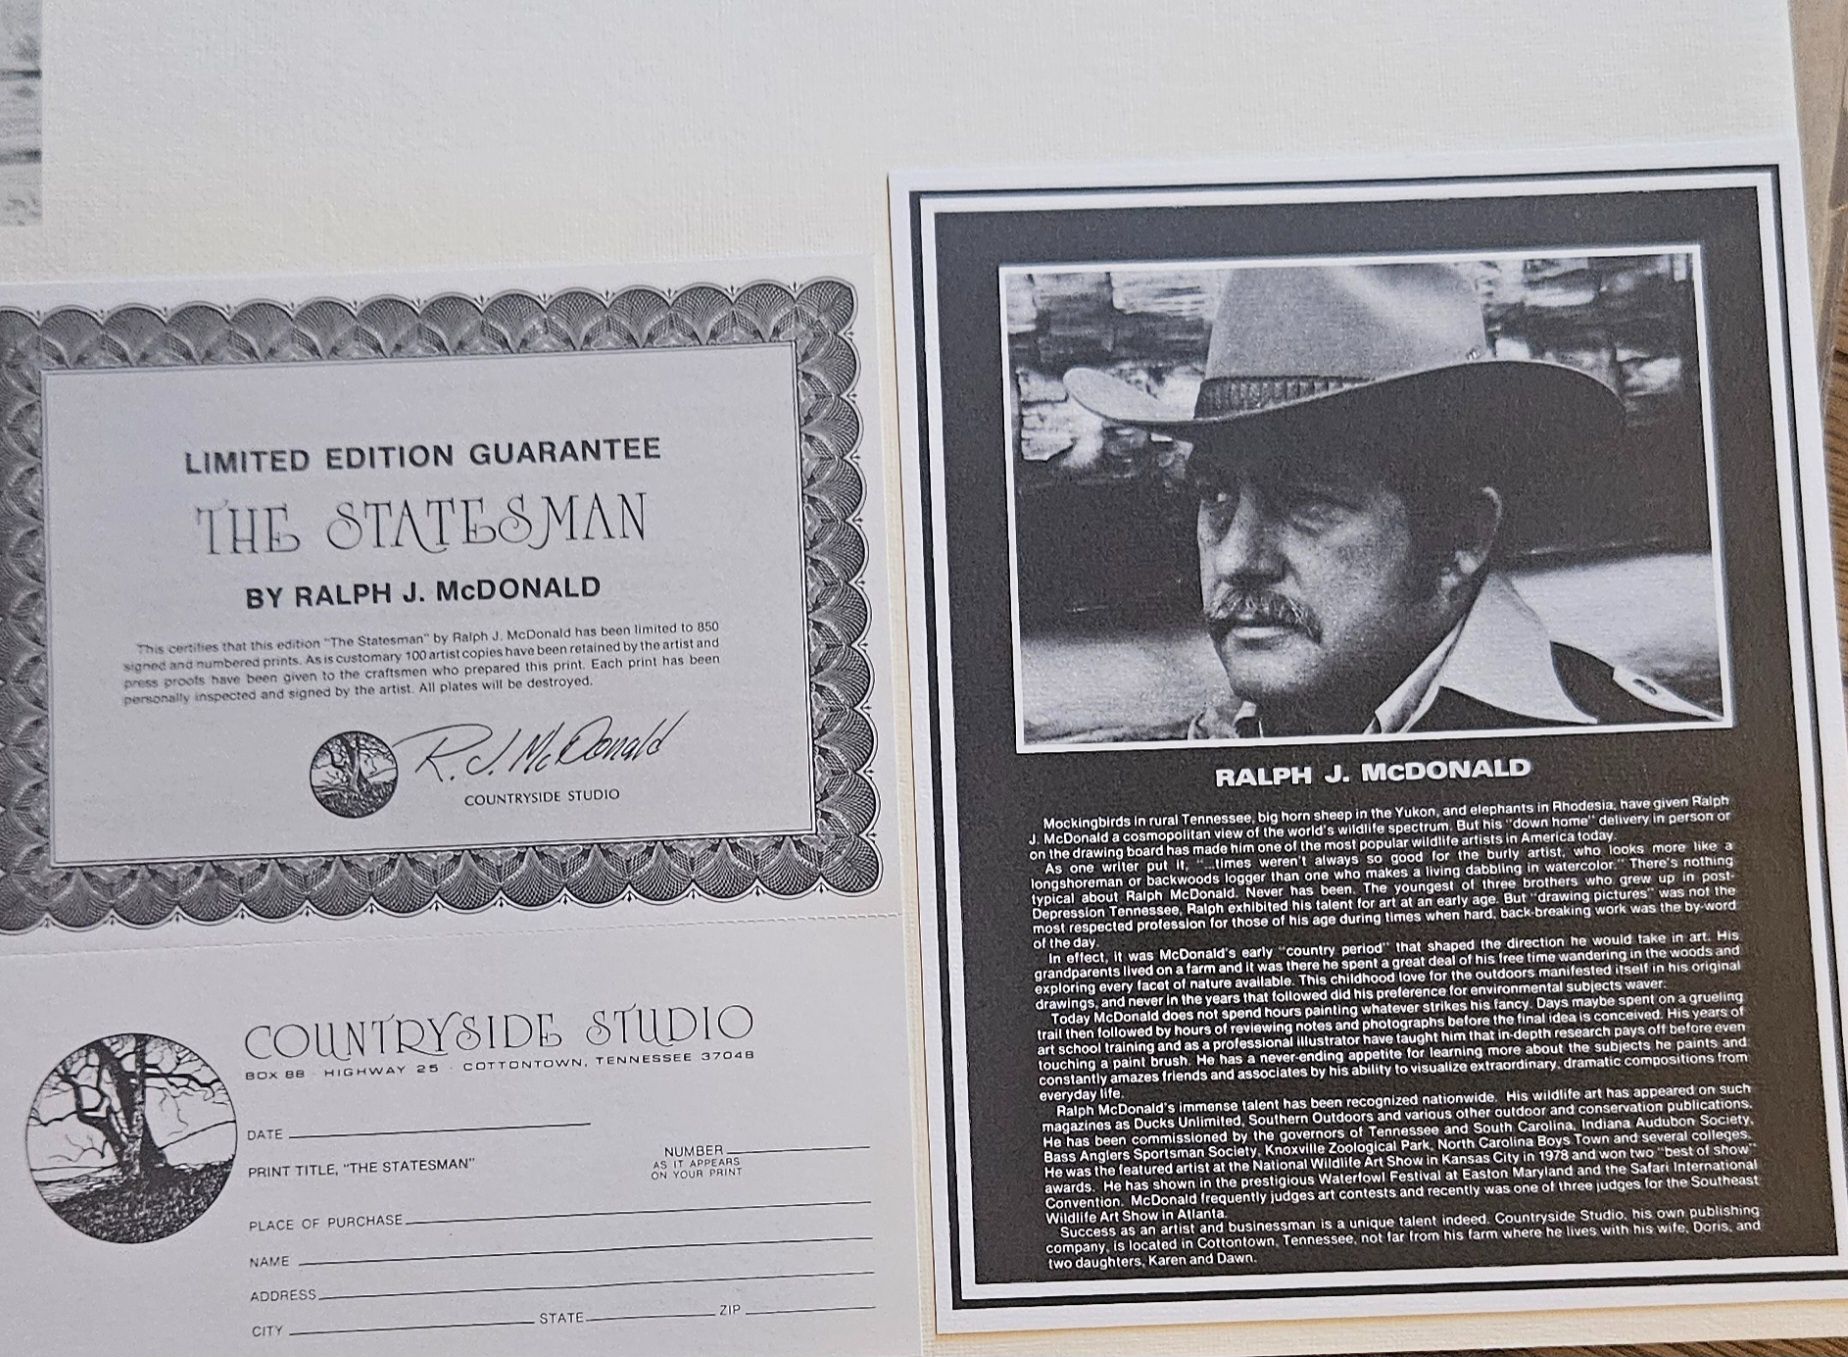 LIMITED EDITION GUARANTEE
THE STATESMAN
BY RALPH J. McDONALD
This certifies that this edition "The Statesman" by Ralph J. McDonald has been limited to 850
signed and numbered prints. As is customary 100 artist copies have been retained by the artist and
press proofs have been given to the craftsmen who prepared this print. Each print has been
personally inspected and signed by the artist. All plates will be destroyed.
R. J. McDonald
COUNTRYSIDE STUDIO
COUNTRYSIDE STUDIO
BOX 88 · HIGHWAY 25 · COTTONTOWN, TENNESSEE 37048
DATE
PRINT TITLE, "THE STATESMAN"
NUMBER
AS IT APPEARS
ON YOUR PRINT
PLACE OF PURCHASE
NAME
ADDRESS
CITY STATE ZIP
RALPH J. McDONALD
Mockingbirds in rural Tennessee, big horn sheep in the Yukon, and elephants in Rhodesia, have given Ralph
J. McDonald a cosmopolitan view of the world's wildlife spectrum. But his "down home" delivery in person or
on the drawing board has made him one of the most popular wildlife artists in America today.
As one writer put it, "...times weren't always so good for the burly artist, who looks more like a
longshoreman or backwoods logger than one who makes a living dabbling in watercolor." There's nothing
typical about Ralph McDonald. Never has been. The youngest of three brothers who grew up in post-
Depression Tennessee, Ralph exhibited his talent for art at an early age. But "drawing pictures" was not the
most respected profession for those of his age during times when hard, back-breaking work was the by-word
of the day.
In effect, it was McDonald's early "country period" that shaped the direction he would take in art. His
grandparents lived on a farm and it was there he spent a great deal of his free time wandering in the woods and
exploring every facet of nature available. This childhood love for the outdoors manifested itself in his original
drawings, and never in the years that followed did his preference for environmental subjects waver.
Today McDonald does not spend hours painting whatever strikes his fancy. Days maybe spent on a grueling
trail then followed by hours of reviewing notes and photographs before the final idea is conceived. His years of
art school training and as a professional illustrator have taught him that in-depth research pays off before even
touching a paint brush. He has a never-ending appetite for learning more about the subjects he paints and
constantly amazes friends and associates by his ability to visualize extraordinary, dramatic compositions from
everyday life.
Ralph McDonald's immense talent has been recognized nationwide. His wildlife art has appeared on such
magazines as Ducks Unlimited, Southern Outdoors and various other outdoor and conservation publications.
He has been commissioned by the governors of Tennessee and South Carolina, Indiana Audubon Society,
Bass Anglers Sportsman Society, Knoxville Zoological Park, North Carolina Boys Town and several colleges.
He was the featured artist at the National Wildlife Art Show in Kansas City in 1978 and won two "best of show"
awards. He has shown in the prestigious Waterfowl Festival at Easton Maryland and the Safari International
Convention. McDonald frequently judges art contests and recently was one of three judges for the Southeast
Wildlife Art Show in Atlanta.
Success as an artist and businessman is a unique talent indeed. Countryside Studio, his own publishing
company, is located in Cottontown, Tennessee, not far from his farm where he lives with his wife, Doris, and
two daughters, Karen and Dawn.